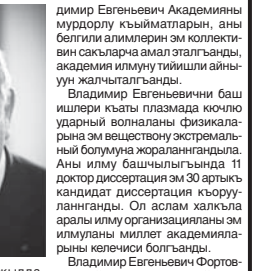 димир Евгеньевич Академияны
мурдорлу къыйматларын, аны
белгили алимлерин эм коллекти-
вин сакъларча амал эталгъанды,
академия илмуну тийишли айны-
уун жалчыталгъанды.
Владимир Евгеньевични баш
ишлери къаты плазмада кючлю
ударный волналаны физикала-
рына эм веществону экстремаль-
ный болумуна жораланнгандыла.
Аны илму башчылыгъында 11
доктор диссертация эм 30 артыкъ
кандидат диссертация къоруу-
ланнганды. Ол аслам халкъла
аралы илму организацияланы эм
илмуланы миллет академияла-
рыны келечиси болгъанды.
Владимир Евгеньевич Фортов-